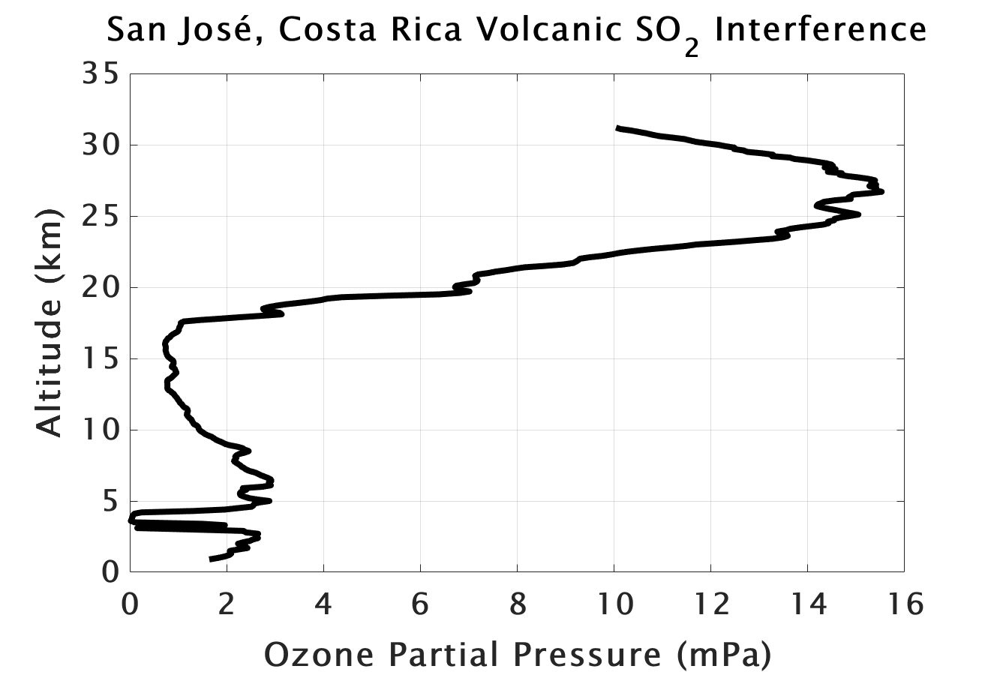 San José, Costa Rica Volcanic SO₂ Interference
35
30
25
20
15
10
5
0
Altitude (km)
0 2 4 6 8 10 12 14 16
Ozone Partial Pressure (mPa)